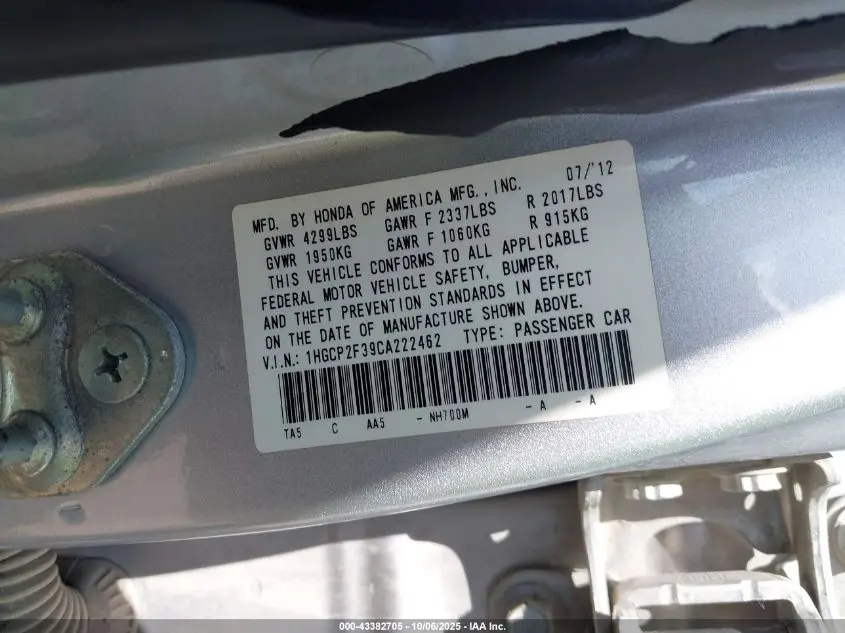 07/'12
MFD. BY HONDA OF AMERICA MFG., INC.
GVWR 4299LBS GAWR F 2337LBS R 2017LBS
GVWR 1950KG GAWR F 1060KG R 915KG
THIS VEHICLE CONFORMS TO ALL APPLICABLE
FEDERAL MOTOR VEHICLE SAFETY, BUMPER,
AND THEFT PREVENTION STANDARDS IN EFFECT
ON THE DATE OF MANUFACTURE SHOWN ABOVE.
V.I.N.: 1HGCP2F39CA222462 TYPE: PASSENGER CAR
TA5 C AA5 - NH700M - A - A
000-43382705 - 10/06/2025 - IAA Inc.